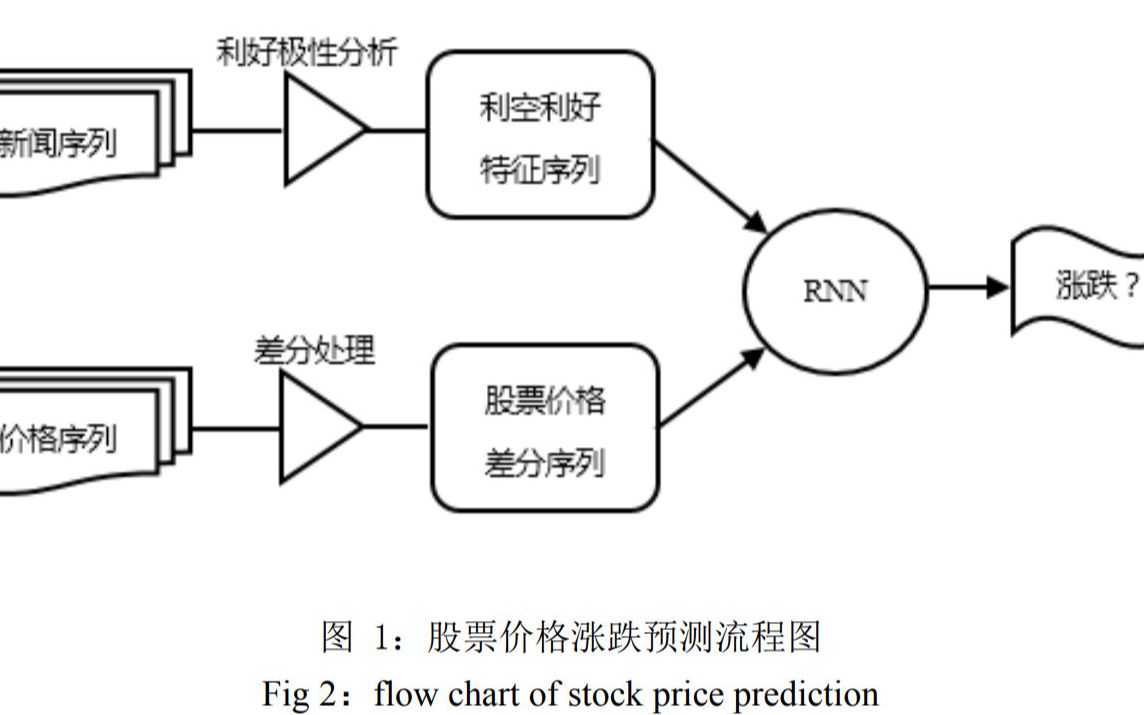 利好极性分析
新闻序列
利空利好
特征序列
RNN
涨跌？
差分处理
价格序列
股票价格
差分序列
图 1：股票价格涨跌预测流程图
Fig 2：flow chart of stock price prediction